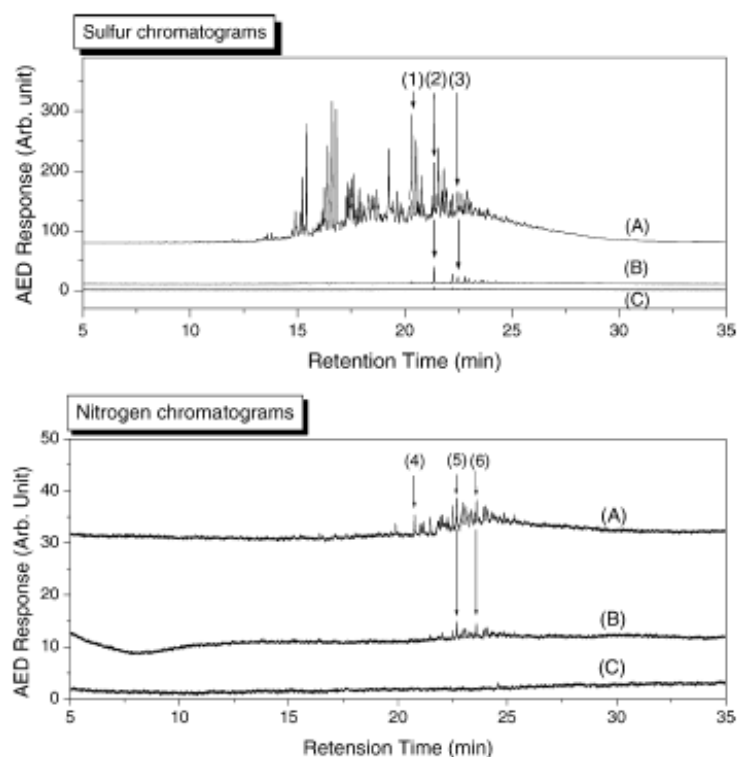 Sulfur chromatograms
AED Response (Arb. unit)
300
200
100
0
(1) (2) (3)
(A)
(B)
(C)
5 10 15 20 25 30 35
Retention Time (min)
Nitrogen chromatograms
AED Response (Arb. Unit)
50
40
30
20
10
0
(4) (5) (6)
(A)
(B)
(C)
5 10 15 20 25 30 35
Retension Time (min)